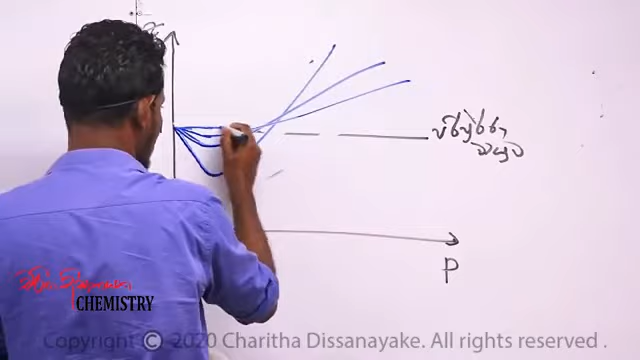 පරිපූර්ණ
වායුව
P
CHEMISTRY
Copyright © 2020 Charitha Dissanayake. All rights reserved .